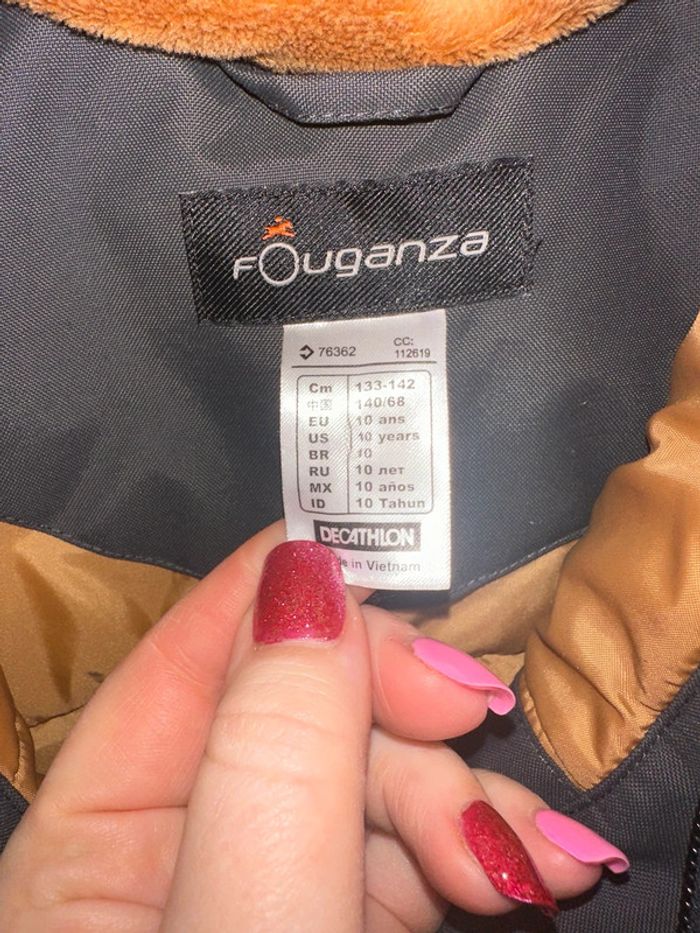 FOuganza
76362 CC: 112619
Cm 133-142
中国 140/68
EU 10 ans
US 10 years
BR 10
RU 10 лет
MX 10 años
ID 10 Tahun
DECATHLON
in Vietnam